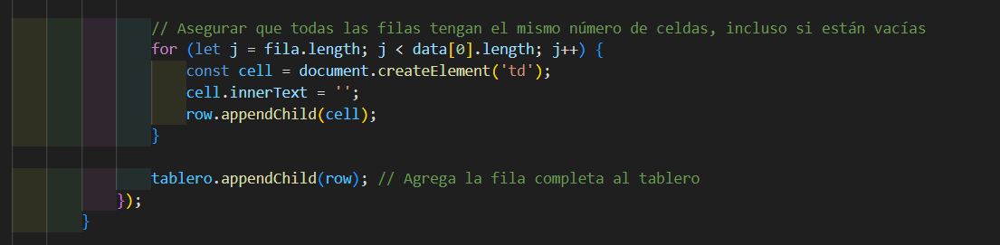 // Asegurar que todas las filas tengan el mismo número de celdas, incluso si están vacías
for (let j = fila.length; j < data[0].length; j++) {
const cell = document.createElement('td');
cell.innerText = '';
row.appendChild(cell);
}
tablero.appendChild(row); // Agrega la fila completa al tablero
});
}